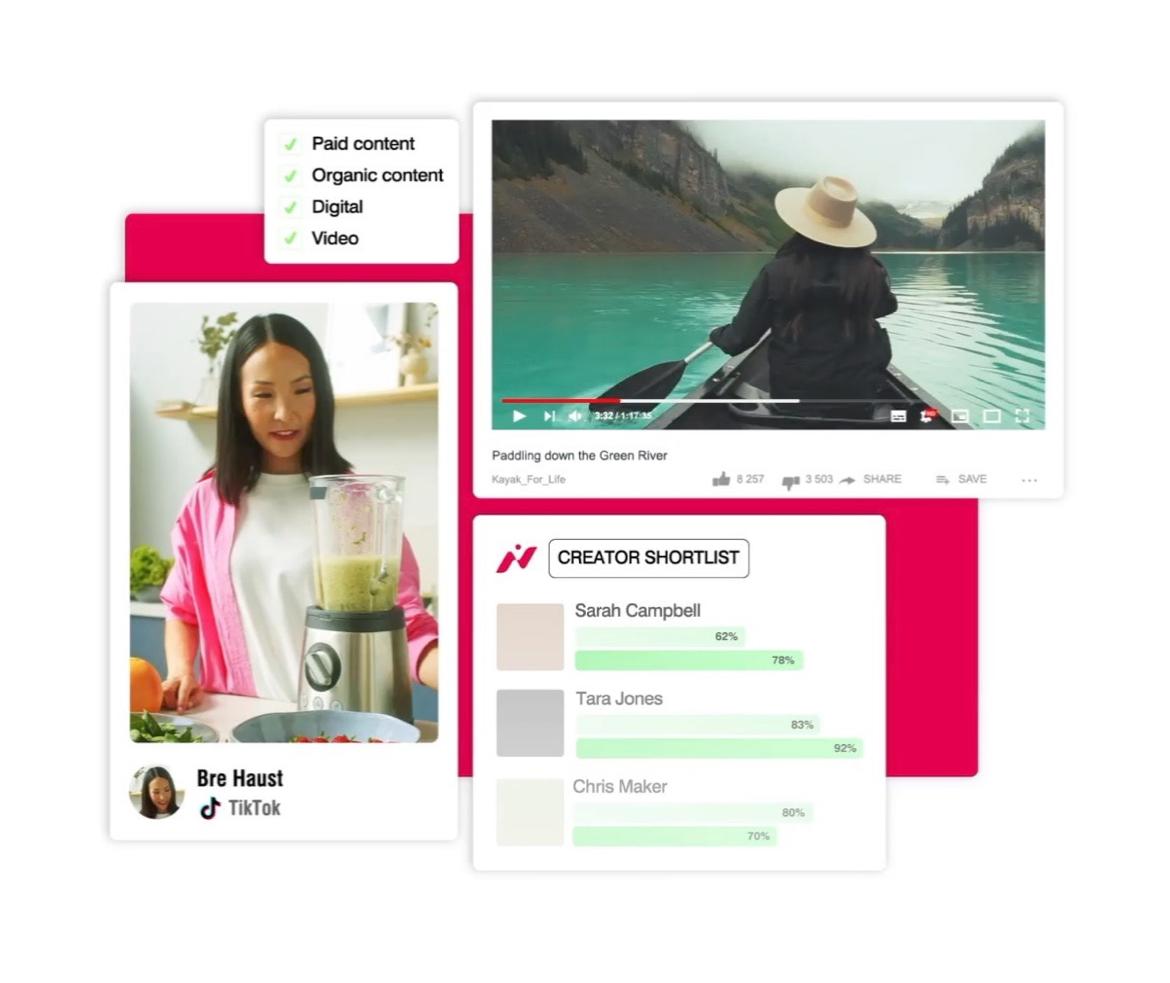 Paid content
Organic content
Digital
Video
3:32 / 1:17:35
HD
Paddling down the Green River
Kayak_For_Life
8 257
3 503
SHARE
SAVE
Bre Haust
TikTok
CREATOR SHORTLIST
Sarah Campbell
62%
78%
Tara Jones
83%
92%
Chris Maker
80%
70%